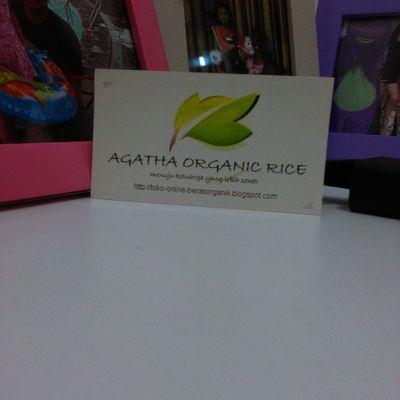 AGATHA ORGANIC RICE
menuju keluarga yang lebih sehat
http://toko-online-berasorganik.blogspot.com